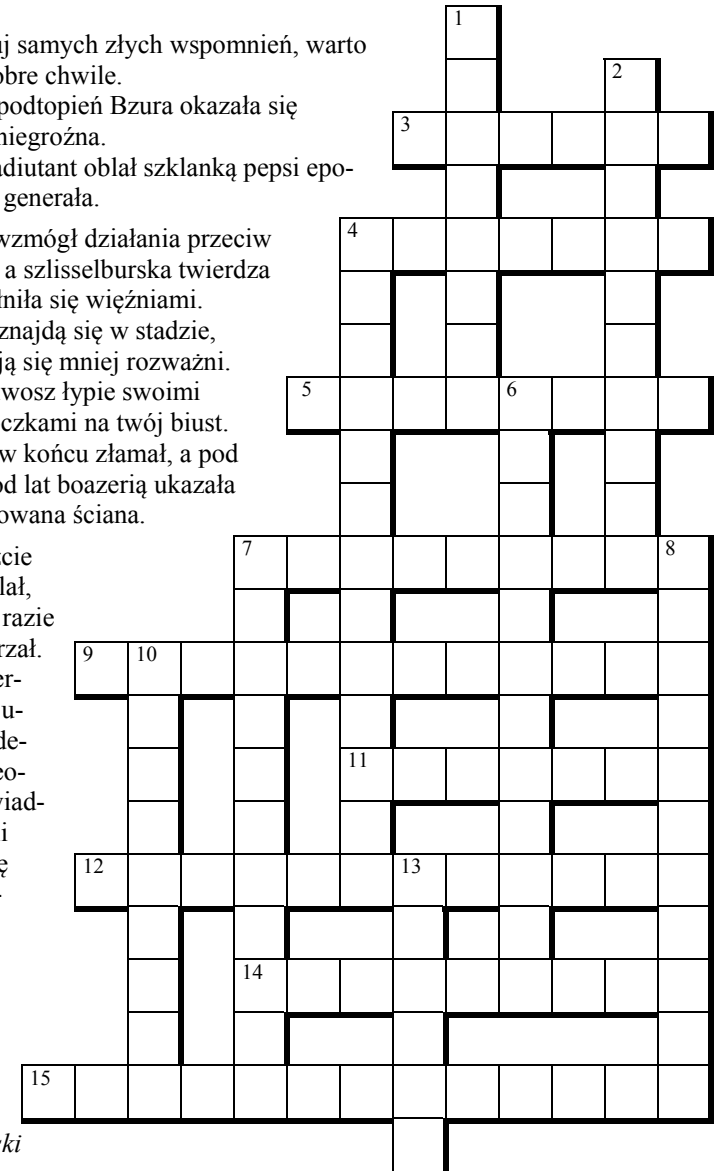 1
uj samych złych wspomnień, warto
obre chwile.
2
podtopień Bzura okazała się
niegroźna.
3
adiutant oblał szklanką pepsi epo-
generała.
4
wzmógł działania przeciw
a szlisselburska twierdza
łniła się więźniami.
znajdą się w stadzie,
ją się mniej rozważni.
5
6
wosz łypie swoimi
czkami na twój biust.
w końcu złamał, a pod
od lat boazerią ukazała
owana ściana.
7
8
cie
lał,
razie
rzał.
9
10
er-
u-
de-
11
eo-
wiad-
i
12
13
ę
14
15
ki